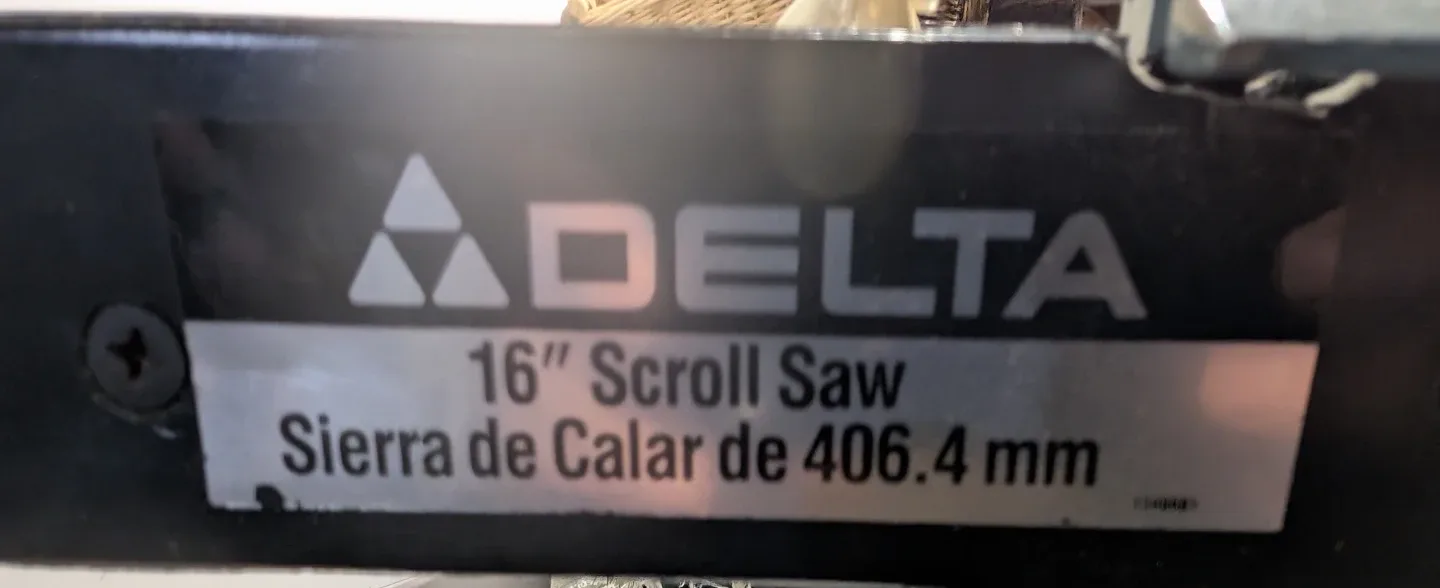 DELTA
16″ Scroll Saw
Sierra de Calar de 406.4 mm